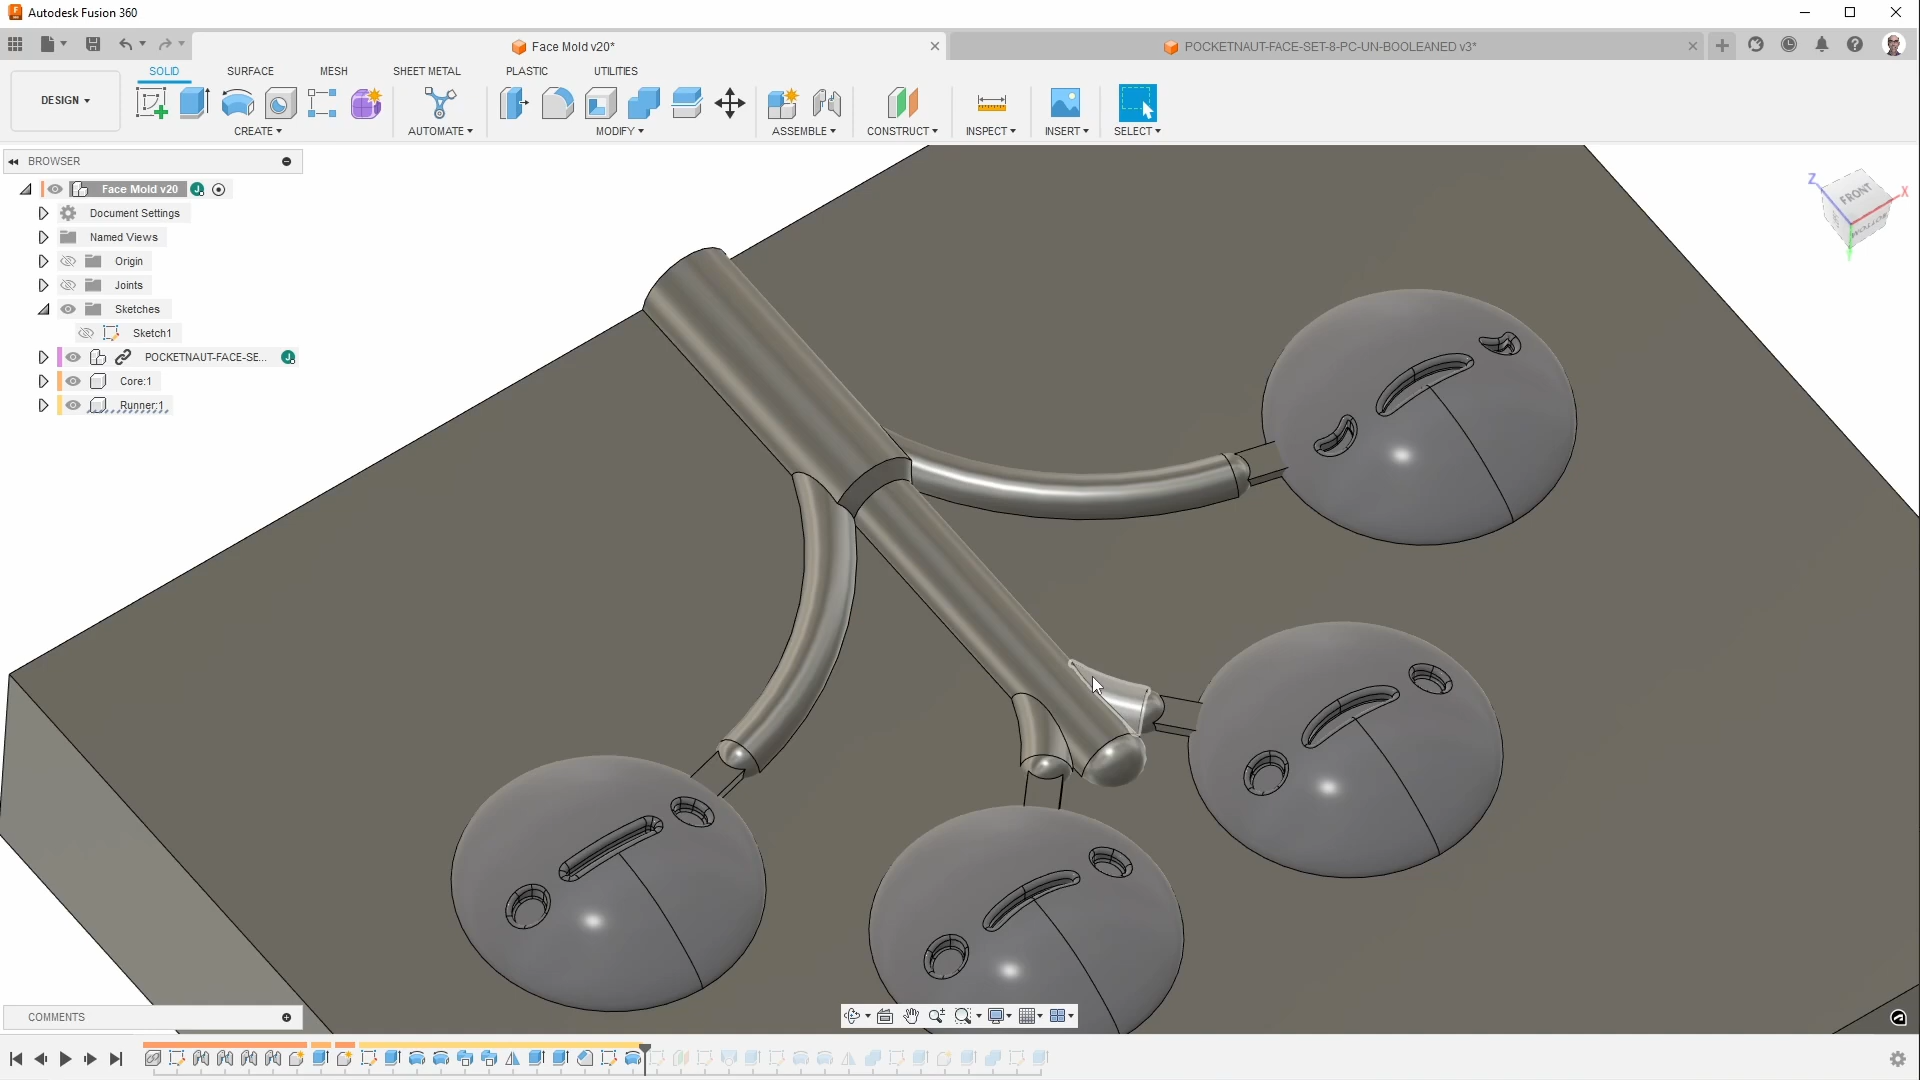 Autodesk Fusion 360
Face Mold v20*
POCKETNAUT-FACE-SET-8-PC-UN-BOOLEANED v3*
DESIGN
SOLID
SURFACE
MESH
SHEET METAL
PLASTIC
UTILITIES
CREATE
AUTOMATE
MODIFY
ASSEMBLE
CONSTRUCT
INSPECT
INSERT
SELECT
BROWSER
Face Mold v20
Document Settings
Named Views
Origin
Joints
Sketches
Sketch1
POCKETNAUT-FACE-SE...
Core:1
Runner:1
Z
X
FRONT
BOTTOM
COMMENTS